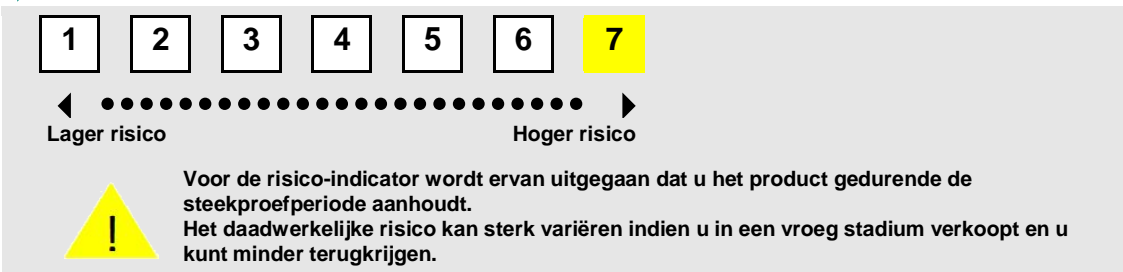 1 2 3 4 5 6 7
Lager risico Hoger risico
!
Voor de risico-indicator wordt ervan uitgegaan dat u het product gedurende de
steekproefperiode aanhoudt.
Het daadwerkelijke risico kan sterk variëren indien u in een vroeg stadium verkoopt en u
kunt minder terugkrijgen.